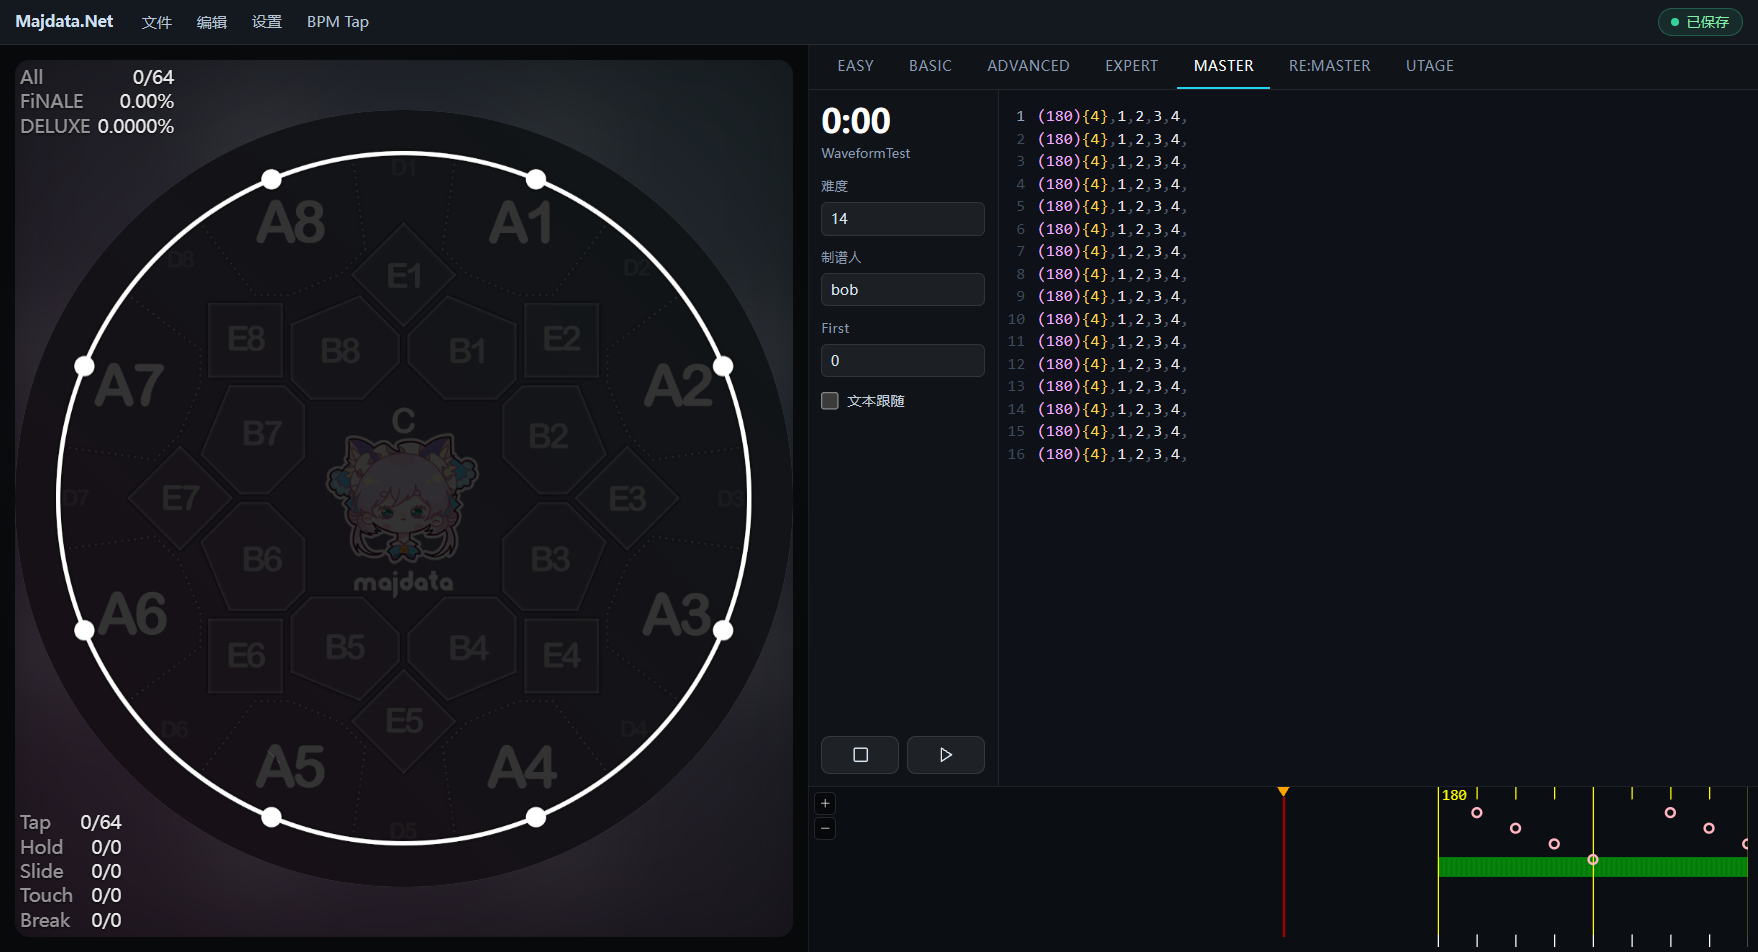 Majdata.Net 文件 编辑 设置 BPM Tap 已保存
All 0/64
FiNALE 0.00%
DELUXE 0.0000%
D1
A8 A1
D8 D2
E1
E8 B8 B1 E2
A7 A2
C
B7 B2
D7 E7 E3 D3
majdata
B6 B3
A6 A3
E6 B5 B4 E4
E5
D6 D4
A5 A4
D5
Tap 0/64
Hold 0/0
Slide 0/0
Touch 0/0
Break 0/0
EASY BASIC ADVANCED EXPERT MASTER RE:MASTER UTAGE
0:00
WaveformTest
难度
14
制谱人
bob
First
0
文本跟随
1 (180){4},1,2,3,4,
2 (180){4},1,2,3,4,
3 (180){4},1,2,3,4,
4 (180){4},1,2,3,4,
5 (180){4},1,2,3,4,
6 (180){4},1,2,3,4,
7 (180){4},1,2,3,4,
8 (180){4},1,2,3,4,
9 (180){4},1,2,3,4,
10 (180){4},1,2,3,4,
11 (180){4},1,2,3,4,
12 (180){4},1,2,3,4,
13 (180){4},1,2,3,4,
14 (180){4},1,2,3,4,
15 (180){4},1,2,3,4,
16 (180){4},1,2,3,4,
+
−
180